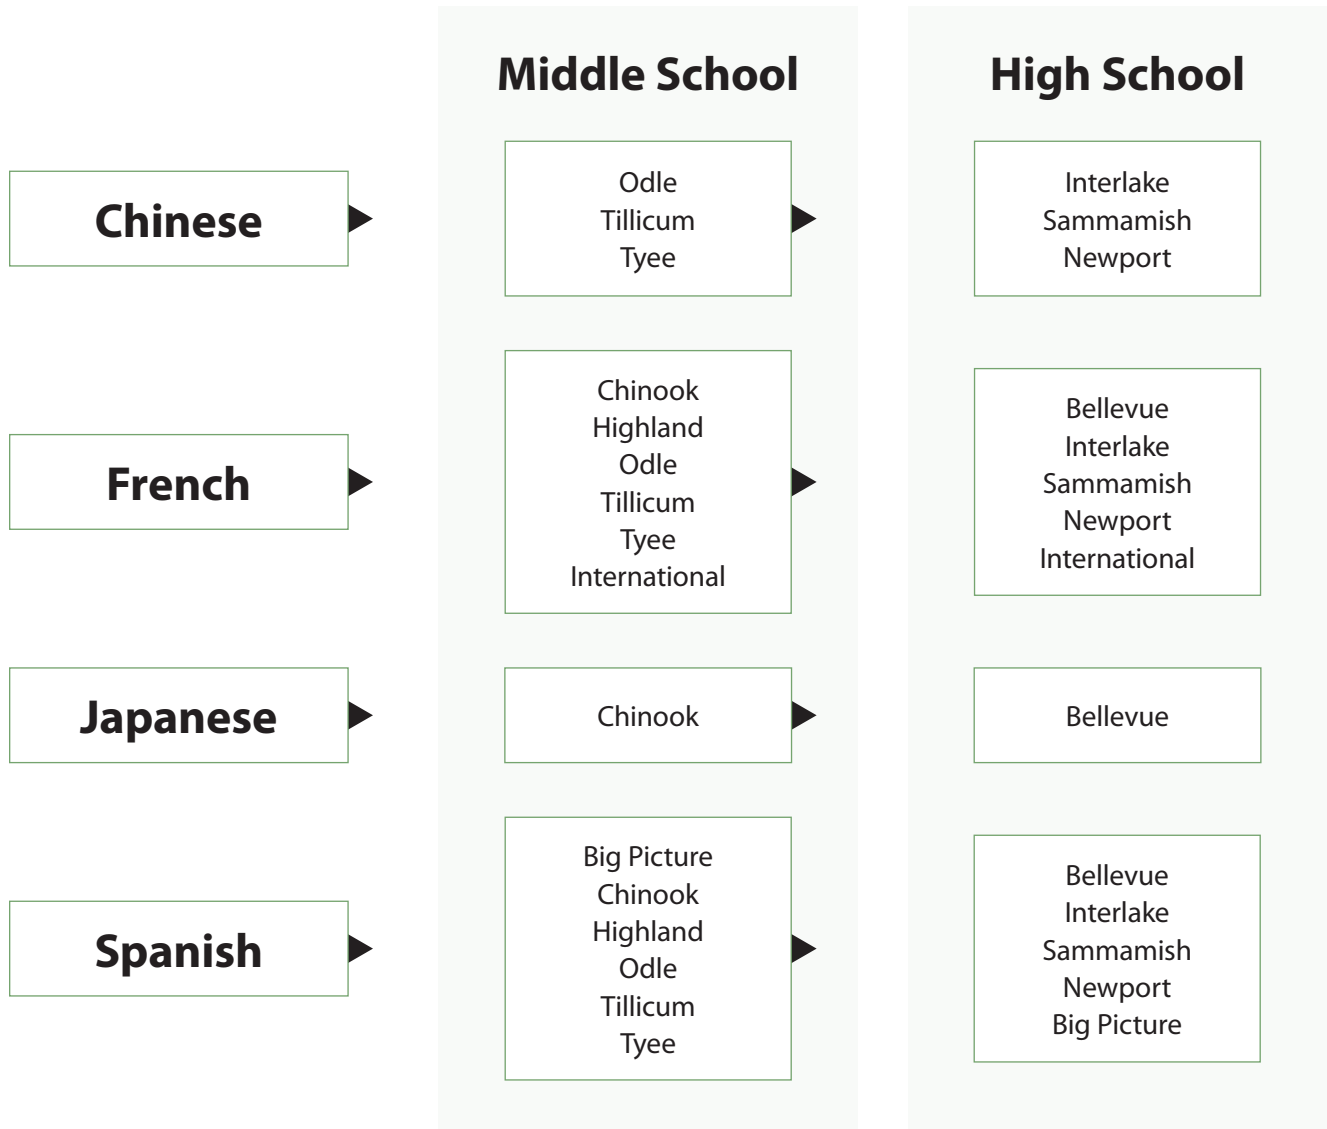 Middle School
High School
Chinese
Odle
Tillicum
Tyee
Interlake
Sammamish
Newport
French
Chinook
Highland
Odle
Tillicum
Tyee
International
Bellevue
Interlake
Sammamish
Newport
International
Japanese
Chinook
Bellevue
Spanish
Big Picture
Chinook
Highland
Odle
Tillicum
Tyee
Bellevue
Interlake
Sammamish
Newport
Big Picture